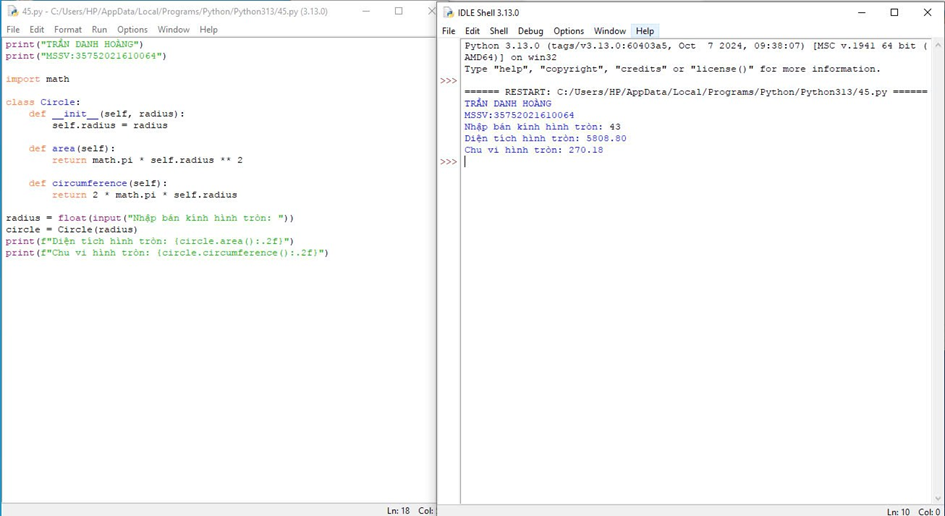 45.py - C:/Users/HP/AppData/Local/Programs/Python/Python313/45.py (3.13.0)
File Edit Format Run Options Window Help
print("TRẦN DANH HOÀNG")
print("MSSV:35752021610064")
import math
class Circle:
def __init__(self, radius):
self.radius = radius
def area(self):
return math.pi * self.radius ** 2
def circumference(self):
return 2 * math.pi * self.radius
radius = float(input("Nhập bán kính hình tròn: "))
circle = Circle(radius)
print(f"Diện tích hình tròn: {circle.area():.2f}")
print(f"Chu vi hình tròn: {circle.circumference():.2f}")
Ln: 18 Col:
IDLE Shell 3.13.0
File Edit Shell Debug Options Window Help
Python 3.13.0 (tags/v3.13.0:60403a5, Oct 7 2024, 09:38:07) [MSC v.1941 64 bit (
AMD64)] on win32
Type "help", "copyright", "credits" or "license()" for more information.
>>>
====== RESTART: C:/Users/HP/AppData/Local/Programs/Python/Python313/45.py ======
TRẦN DANH HOÀNG
MSSV:35752021610064
Nhập bán kính hình tròn: 43
Diện tích hình tròn: 5808.80
Chu vi hình tròn: 270.18
>>>
Ln: 10 Col: 0